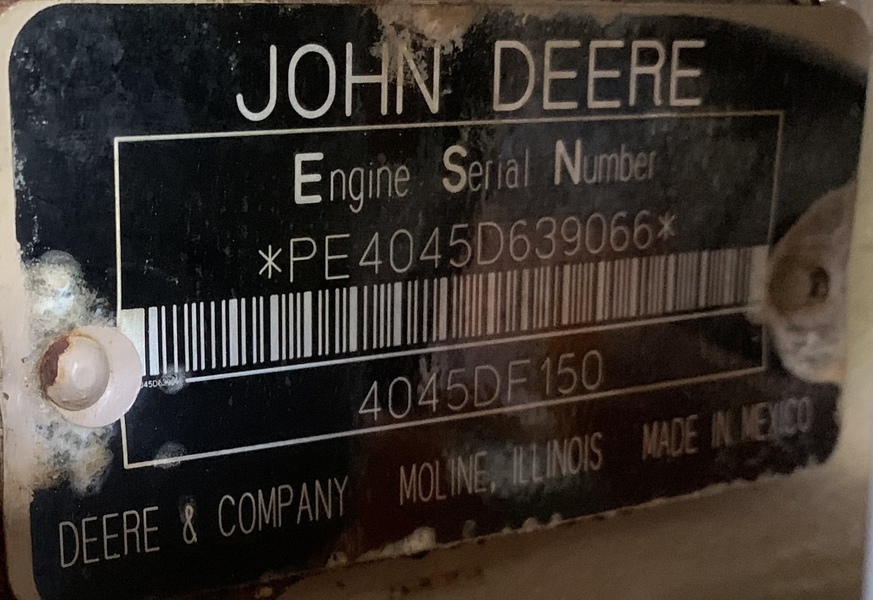 JOHN DEERE
Engine Serial Number
*PE4045D639066*
4045DF150
DEERE & COMPANY MOLINE, ILLINOIS MADE IN MEXICO